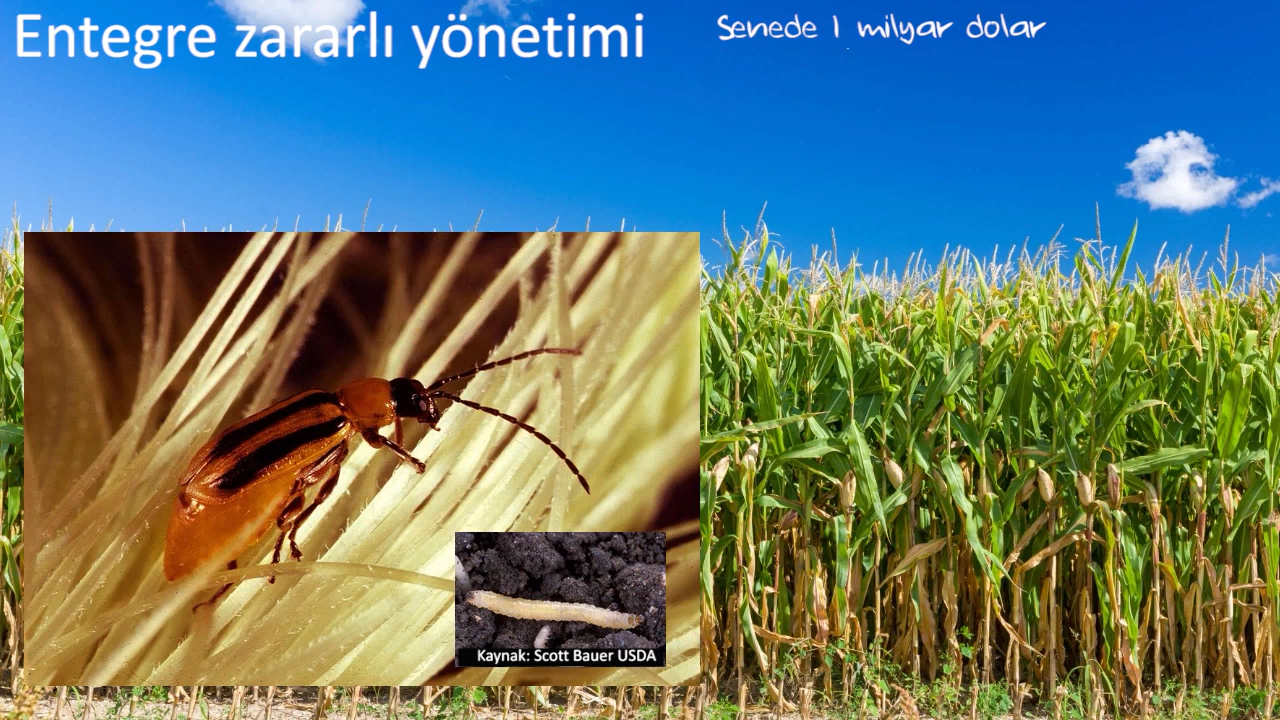 Entegre zararlı yönetimi
Senede 1 milyar dolar
Kaynak: Scott Bauer USDA